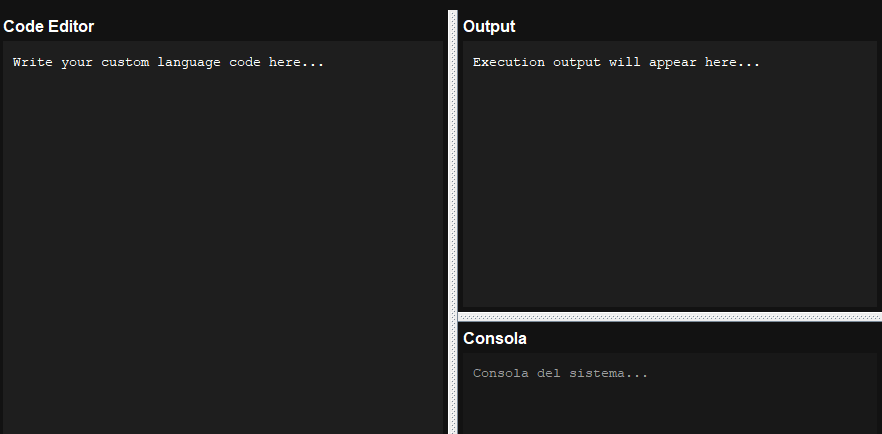 Code Editor
Write your custom language code here...
Output
Execution output will appear here...
Consola
Consola del sistema...